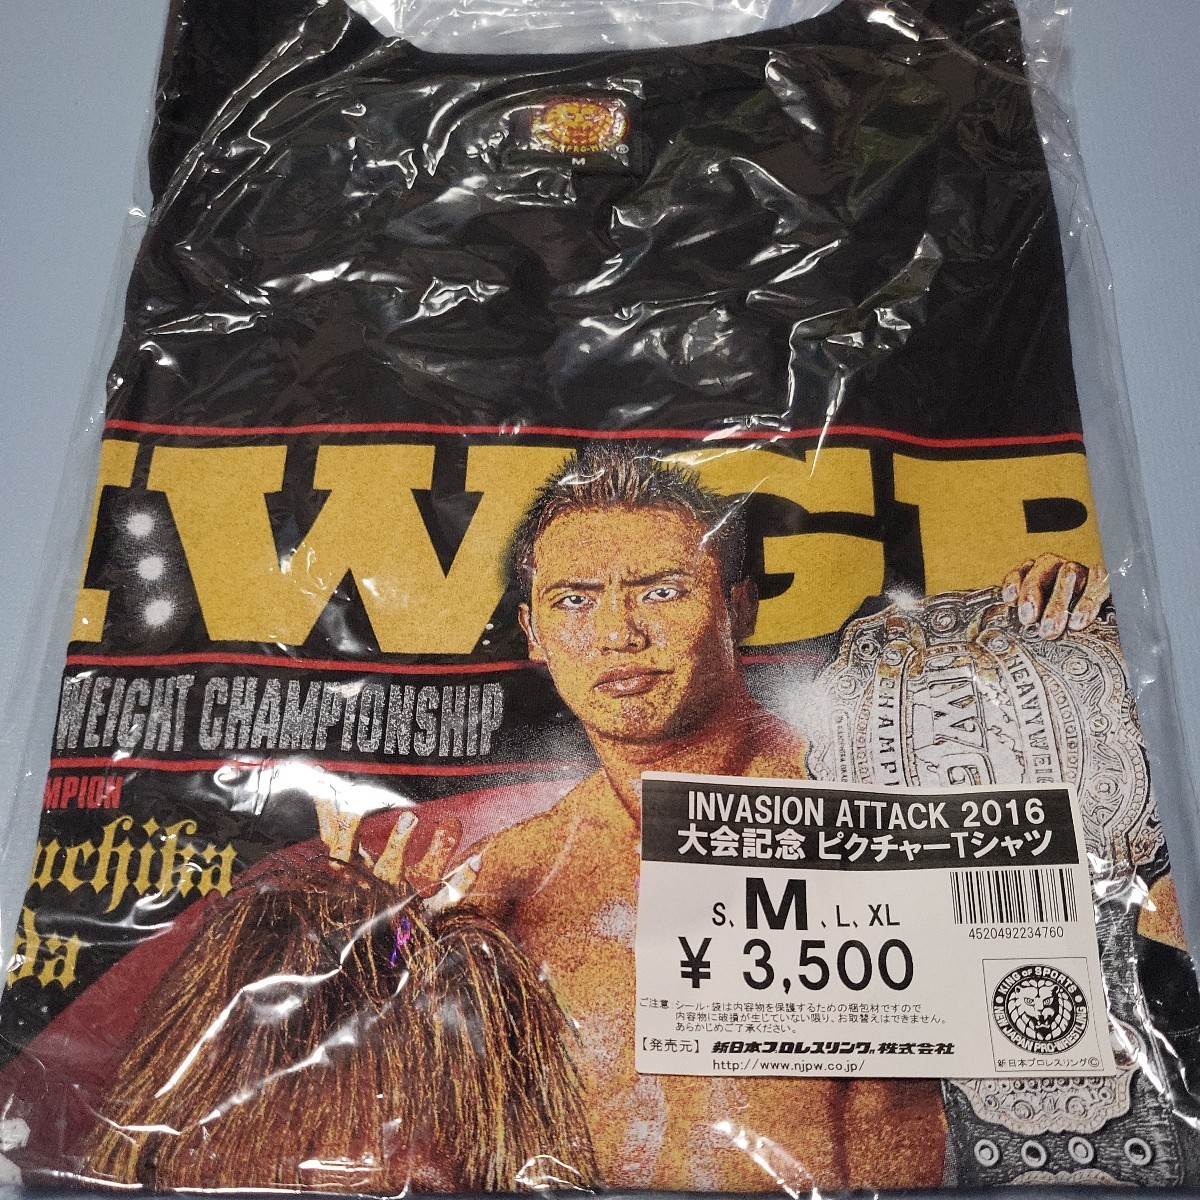 M
IWGP
WEIGHT CHAMPIONSHIP
MPION
uchika
da
HEAVYWEI
CHAMP
IWG
INVASION ATTACK 2016
大会記念 ピクチャーTシャツ
S、M、L、XL
¥ 3,500
4520492234760
ご注意 シール・袋は内容物を保護するための梱包材ですので
内容物に破損が生じていない限り、お取替えはできません。
あらかじめご了承ください。
【発売元】 新日本プロレスリング株式会社
http://www.njpw.co.jp/
KING OF SPORTS
NEW JAPAN PRO-WRESTLING
新日本プロレスリング©